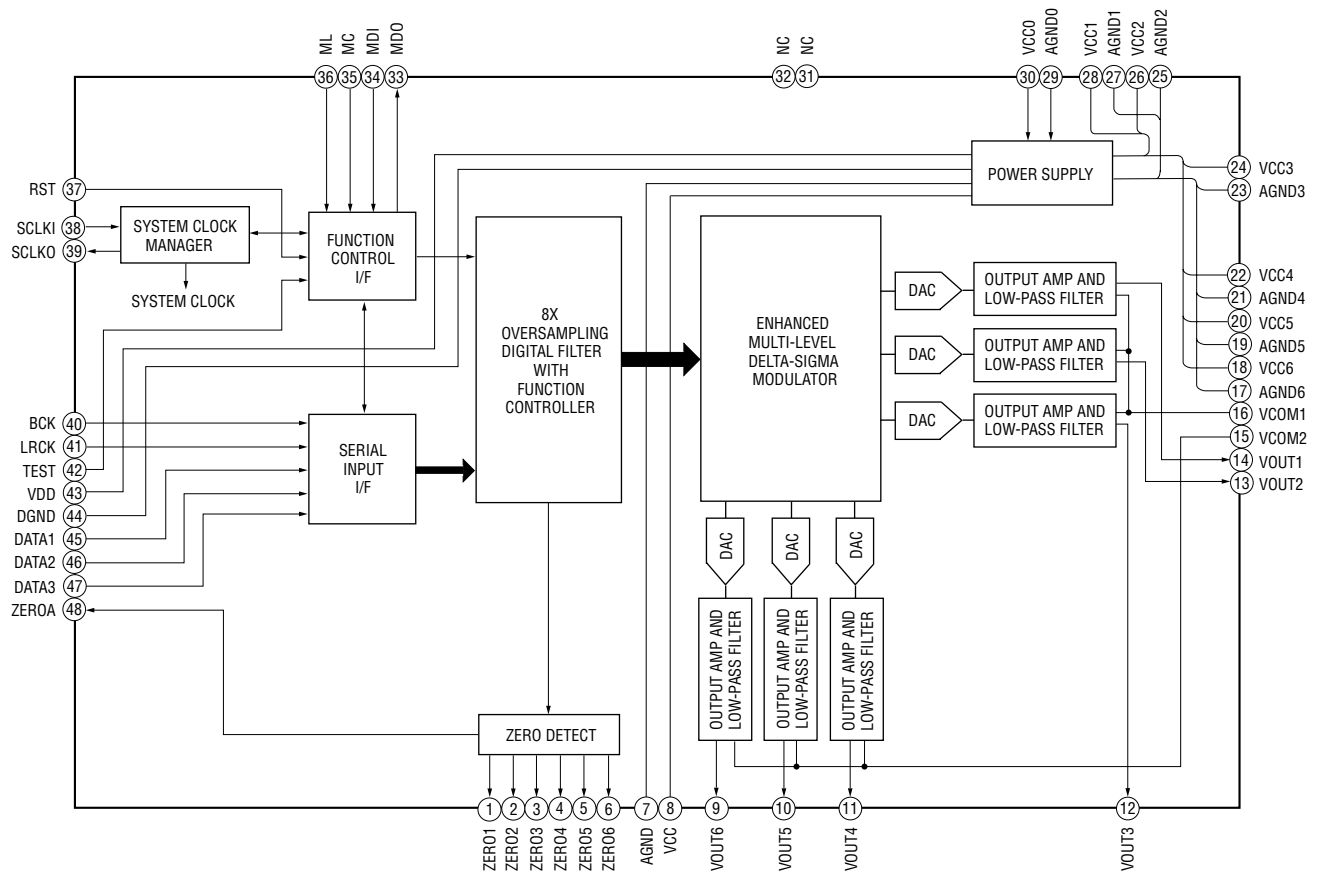 ML
MC
MDI
MDO
NC
NC
VCC0
AGND0
VCC1
AGND1
VCC2
AGND2
36
35
34
33
32
31
30
29
28
27
26
25
RST
37
SCLKI
38
SCLKO
39
SYSTEM CLOCK
MANAGER
SYSTEM CLOCK
FUNCTION
CONTROL
I/F
POWER SUPPLY
24
VCC3
23
AGND3
22
VCC4
21
AGND4
20
VCC5
19
AGND5
18
VCC6
17
AGND6
16
VCOM1
15
VCOM2
14
VOUT1
13
VOUT2
8X
OVERSAMPLING
DIGITAL FILTER
WITH
FUNCTION
CONTROLLER
ENHANCED
MULTI-LEVEL
DELTA-SIGMA
MODULATOR
DAC
OUTPUT AMP AND
LOW-PASS FILTER
DAC
OUTPUT AMP AND
LOW-PASS FILTER
DAC
OUTPUT AMP AND
LOW-PASS FILTER
BCK
40
LRCK
41
TEST
42
VDD
43
DGND
44
DATA1
45
DATA2
46
DATA3
47
ZEROA
48
SERIAL
INPUT
I/F
DAC
DAC
DAC
OUTPUT AMP AND
LOW-PASS FILTER
OUTPUT AMP AND
LOW-PASS FILTER
OUTPUT AMP AND
LOW-PASS FILTER
ZERO DETECT
1
2
3
4
5
6
7
8
9
10
11
12
ZERO1
ZERO2
ZERO3
ZERO4
ZERO5
ZERO6
AGND
VCC
VOUT6
VOUT5
VOUT4
VOUT3